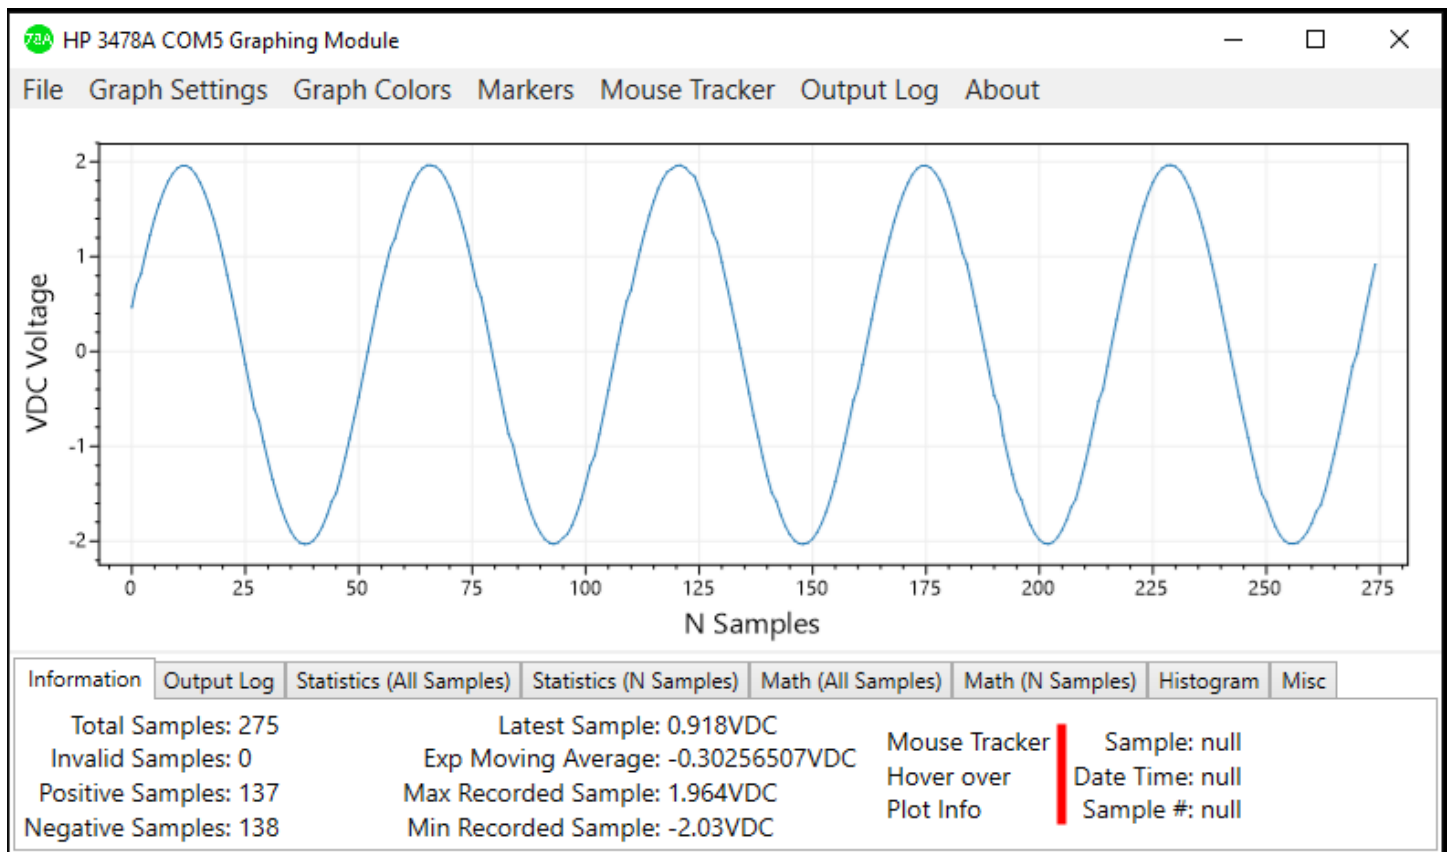 78A HP 3478A COM5 Graphing Module
File Graph Settings Graph Colors Markers Mouse Tracker Output Log About
2
1
0
-1
-2
VDC Voltage
0 25 50 75 100 125 150 175 200 225 250 275
N Samples
Information Output Log Statistics (All Samples) Statistics (N Samples) Math (All Samples) Math (N Samples) Histogram Misc
Total Samples: 275
Invalid Samples: 0
Positive Samples: 137
Negative Samples: 138
Latest Sample: 0.918VDC
Exp Moving Average: -0.30256507VDC
Max Recorded Sample: 1.964VDC
Min Recorded Sample: -2.03VDC
Mouse Tracker
Hover over
Plot Info
Sample: null
Date Time: null
Sample #: null